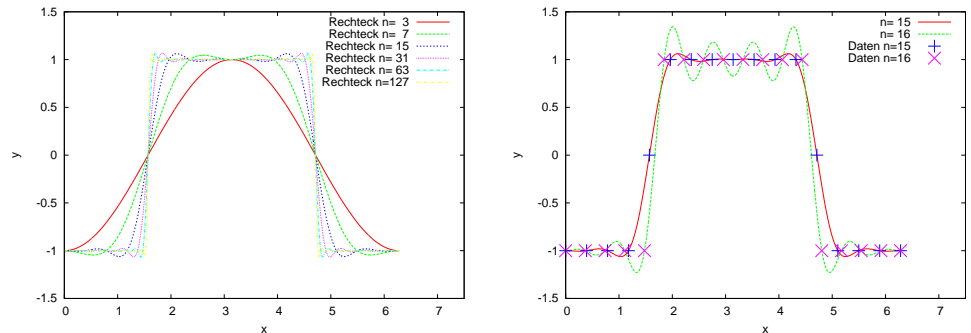 1.5
1
0.5
0
-0.5
-1
-1.5
y
0 1 2 3 4 5 6 7
x
Rechteck n= 3
Rechteck n= 7
Rechteck n= 15
Rechteck n= 31
Rechteck n= 63
Rechteck n=127
1.5
1
0.5
0
-0.5
-1
-1.5
y
0 1 2 3 4 5 6 7
x
n= 15
n= 16
Daten n=15
Daten n=16